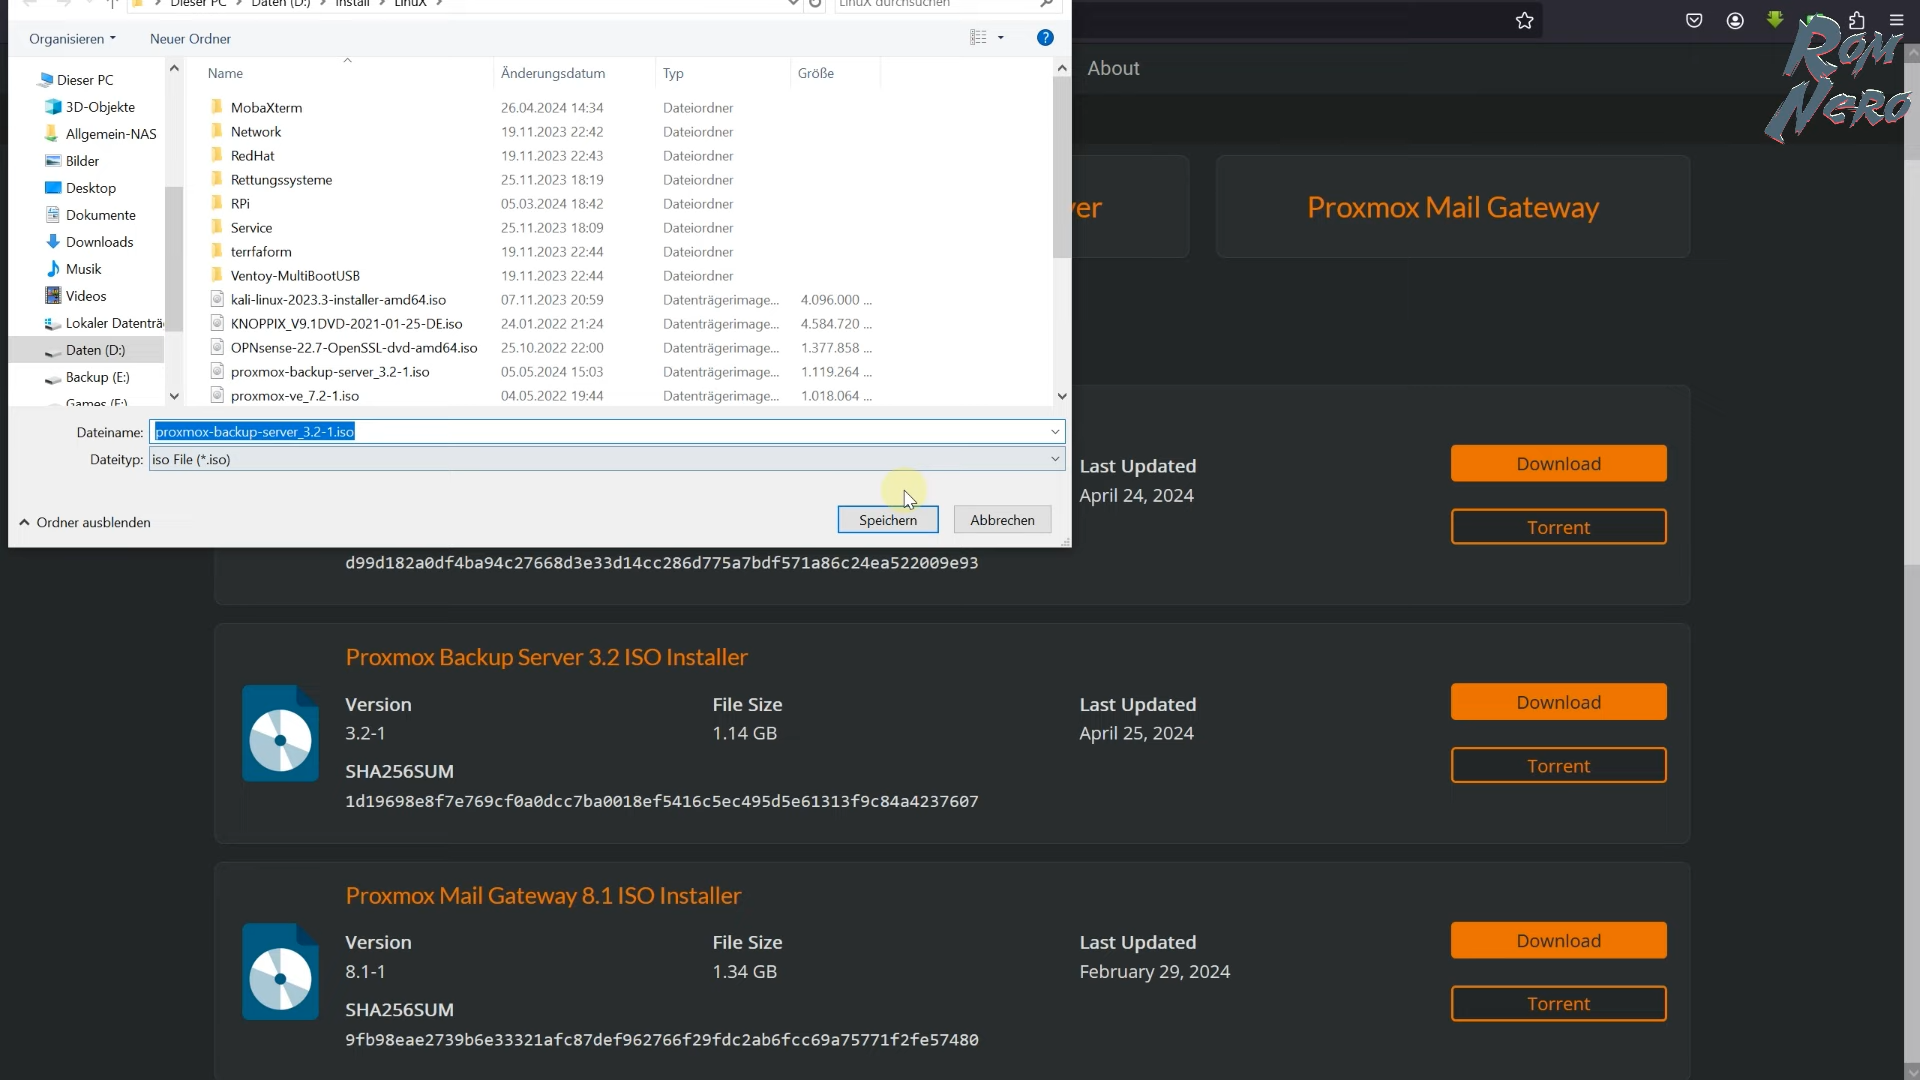 Dieser PC > Daten (D:) > Install > LinuX >
LinuX durchsuchen
Organisieren
Neuer Ordner
Name
Änderungsdatum
Typ
Größe
Dieser PC
3D-Objekte
Allgemein-NAS
Bilder
Desktop
Dokumente
Downloads
Musik
Videos
Lokaler Datenträ
Daten (D:)
Backup (E:)
Games (F:)
MobaXterm 26.04.2024 14:34 Dateiordner
Network 19.11.2023 22:42 Dateiordner
RedHat 19.11.2023 22:43 Dateiordner
Rettungssysteme 25.11.2023 18:19 Dateiordner
RPi 05.03.2024 18:42 Dateiordner
Service 25.11.2023 18:09 Dateiordner
terrfaform 19.11.2023 22:44 Dateiordner
Ventoy-MultiBootUSB 19.11.2023 22:44 Dateiordner
kali-linux-2023.3-installer-amd64.iso 07.11.2023 20:59 Datenträgerimage... 4.096.000 ...
KNOPPIX_V9.1DVD-2021-01-25-DE.iso 24.01.2022 21:24 Datenträgerimage... 4.584.720 ...
OPNsense-22.7-OpenSSL-dvd-amd64.iso 25.10.2022 22:00 Datenträgerimage... 1.377.858 ...
proxmox-backup-server_3.2-1.iso 05.05.2024 15:03 Datenträgerimage... 1.119.264 ...
proxmox-ve_7.2-1.iso 04.05.2022 19:44 Datenträgerimage... 1.018.064 ...
Dateiname: proxmox-backup-server_3.2-1.iso
Dateityp: iso File (*.iso)
Ordner ausblenden
Speichern
Abbrechen
About
Rom
Nero
ver
Proxmox Mail Gateway
Last Updated
April 24, 2024
Download
Torrent
d99d182a0df4ba94c27668d3e33d14cc286d775a7bdf571a86c24ea522009e93
Proxmox Backup Server 3.2 ISO Installer
Version
3.2-1
File Size
1.14 GB
Last Updated
April 25, 2024
Download
Torrent
SHA256SUM
1d19698e8f7e769cf0a0dcc7ba0018ef5416c5ec495d5e61313f9c84a4237607
Proxmox Mail Gateway 8.1 ISO Installer
Version
8.1-1
File Size
1.34 GB
Last Updated
February 29, 2024
Download
Torrent
SHA256SUM
9fb98eae2739b6e33321afc87def962766f29fdc2ab6fcc69a75771f2fe57480